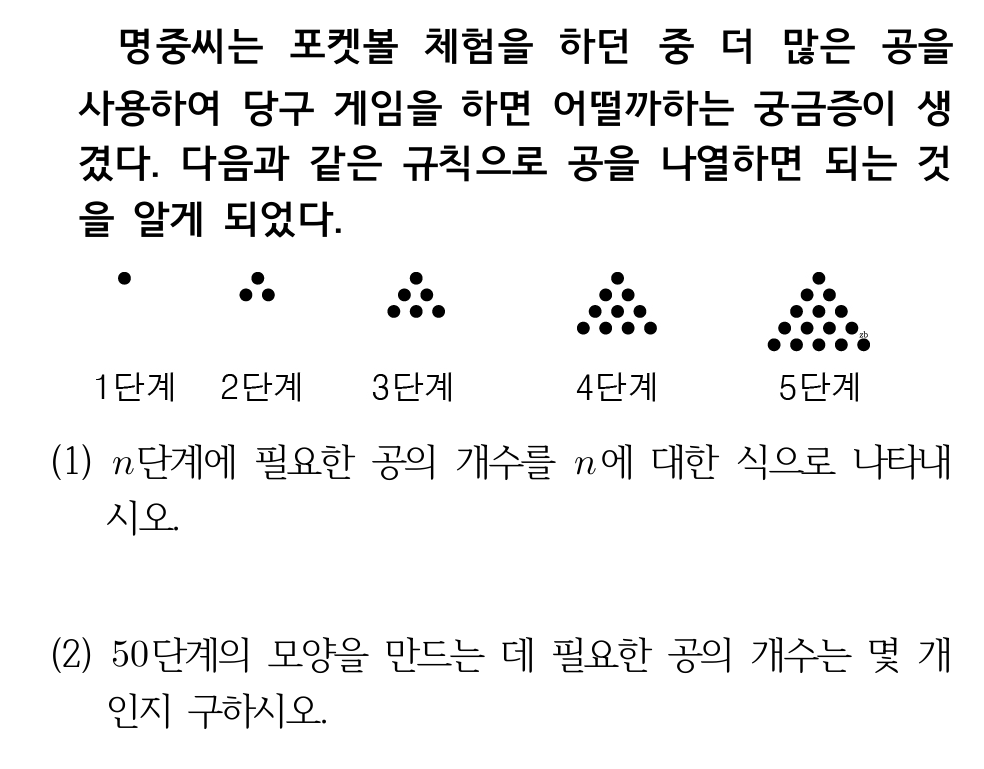 명중씨는 포켓볼 체험을 하던 중 더 많은 공을
사용하여 당구 게임을 하면 어떨까하는 궁금증이 생
겼다. 다음과 같은 규칙으로 공을 나열하면 되는 것
을 알게 되었다.
zb
1단계 2단계 3단계 4단계 5단계
(1) n단계에 필요한 공의 개수를 n에 대한 식으로 나타내
시오.
(2) 50단계의 모양을 만드는 데 필요한 공의 개수는 몇 개
인지 구하시오.